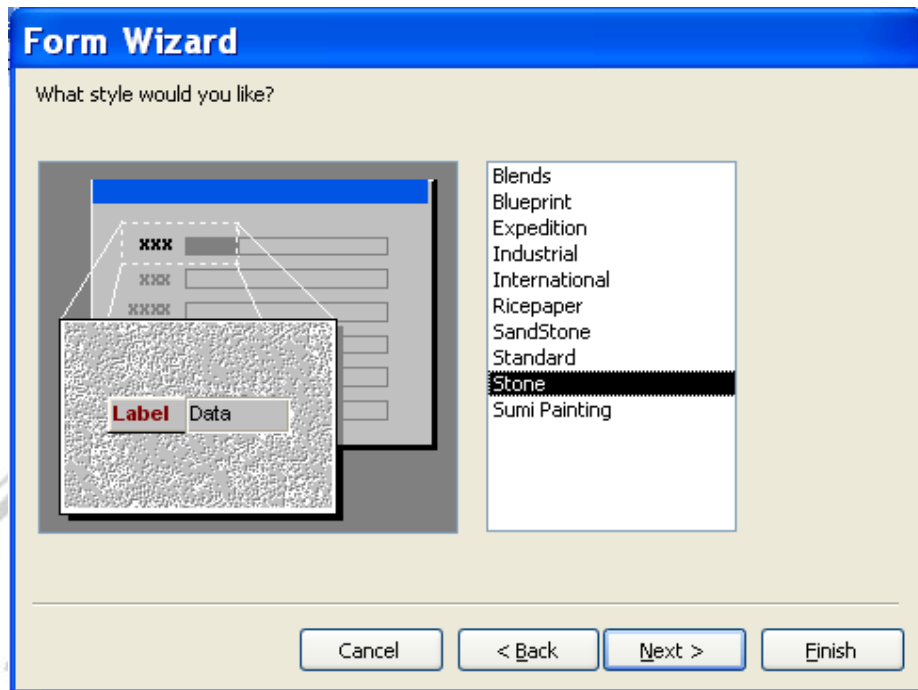 Form Wizard
What style would you like?
xxx
xxx
xxxx
Label Data
Blends
Blueprint
Expedition
Industrial
International
Ricepaper
SandStone
Standard
Stone
Sumi Painting
Cancel < Back Next > Finish